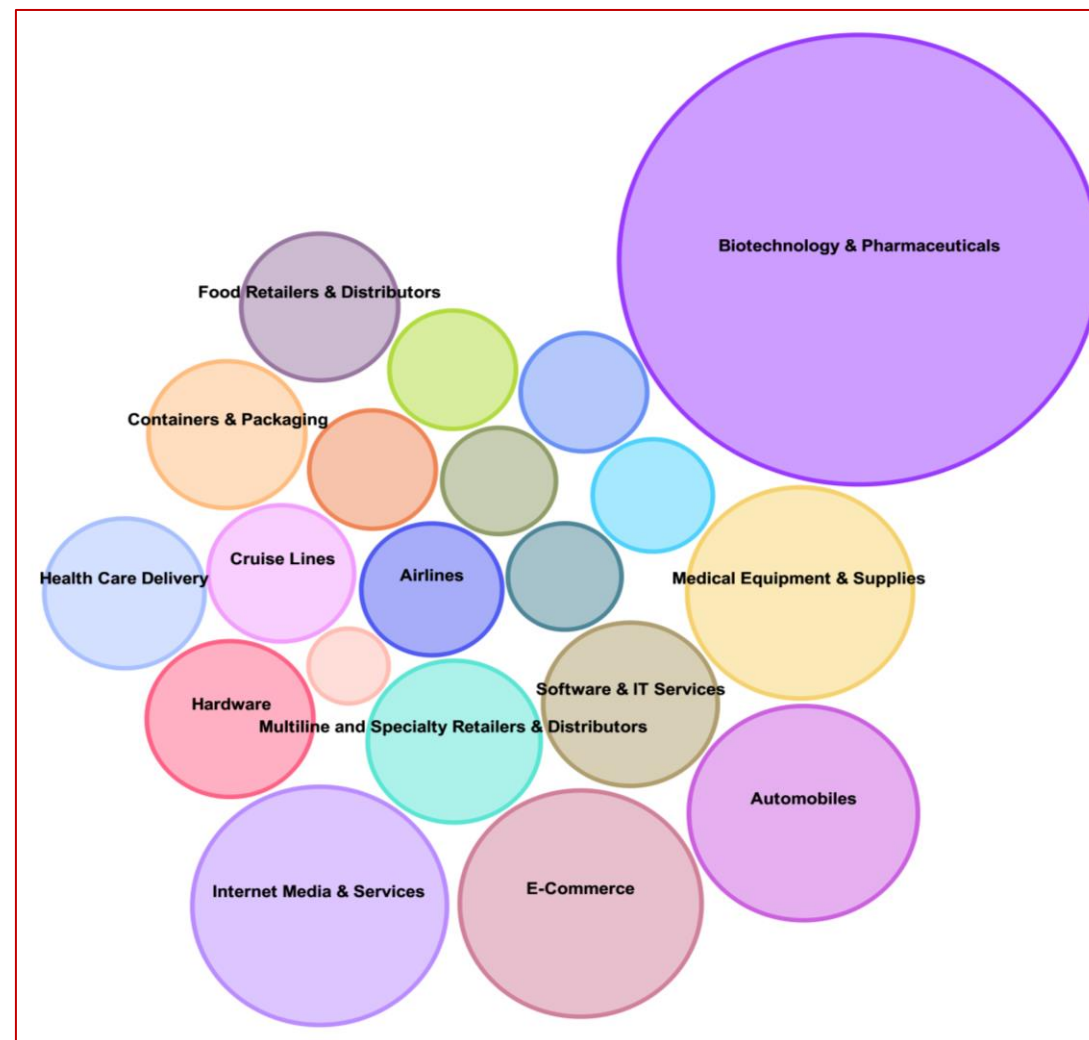 Biotechnology & Pharmaceuticals
Food Retailers & Distributors
Containers & Packaging
Cruise Lines
Airlines
Health Care Delivery
Medical Equipment & Supplies
Software & IT Services
Hardware
Multiline and Specialty Retailers & Distributors
Automobiles
Internet Media & Services
E-Commerce